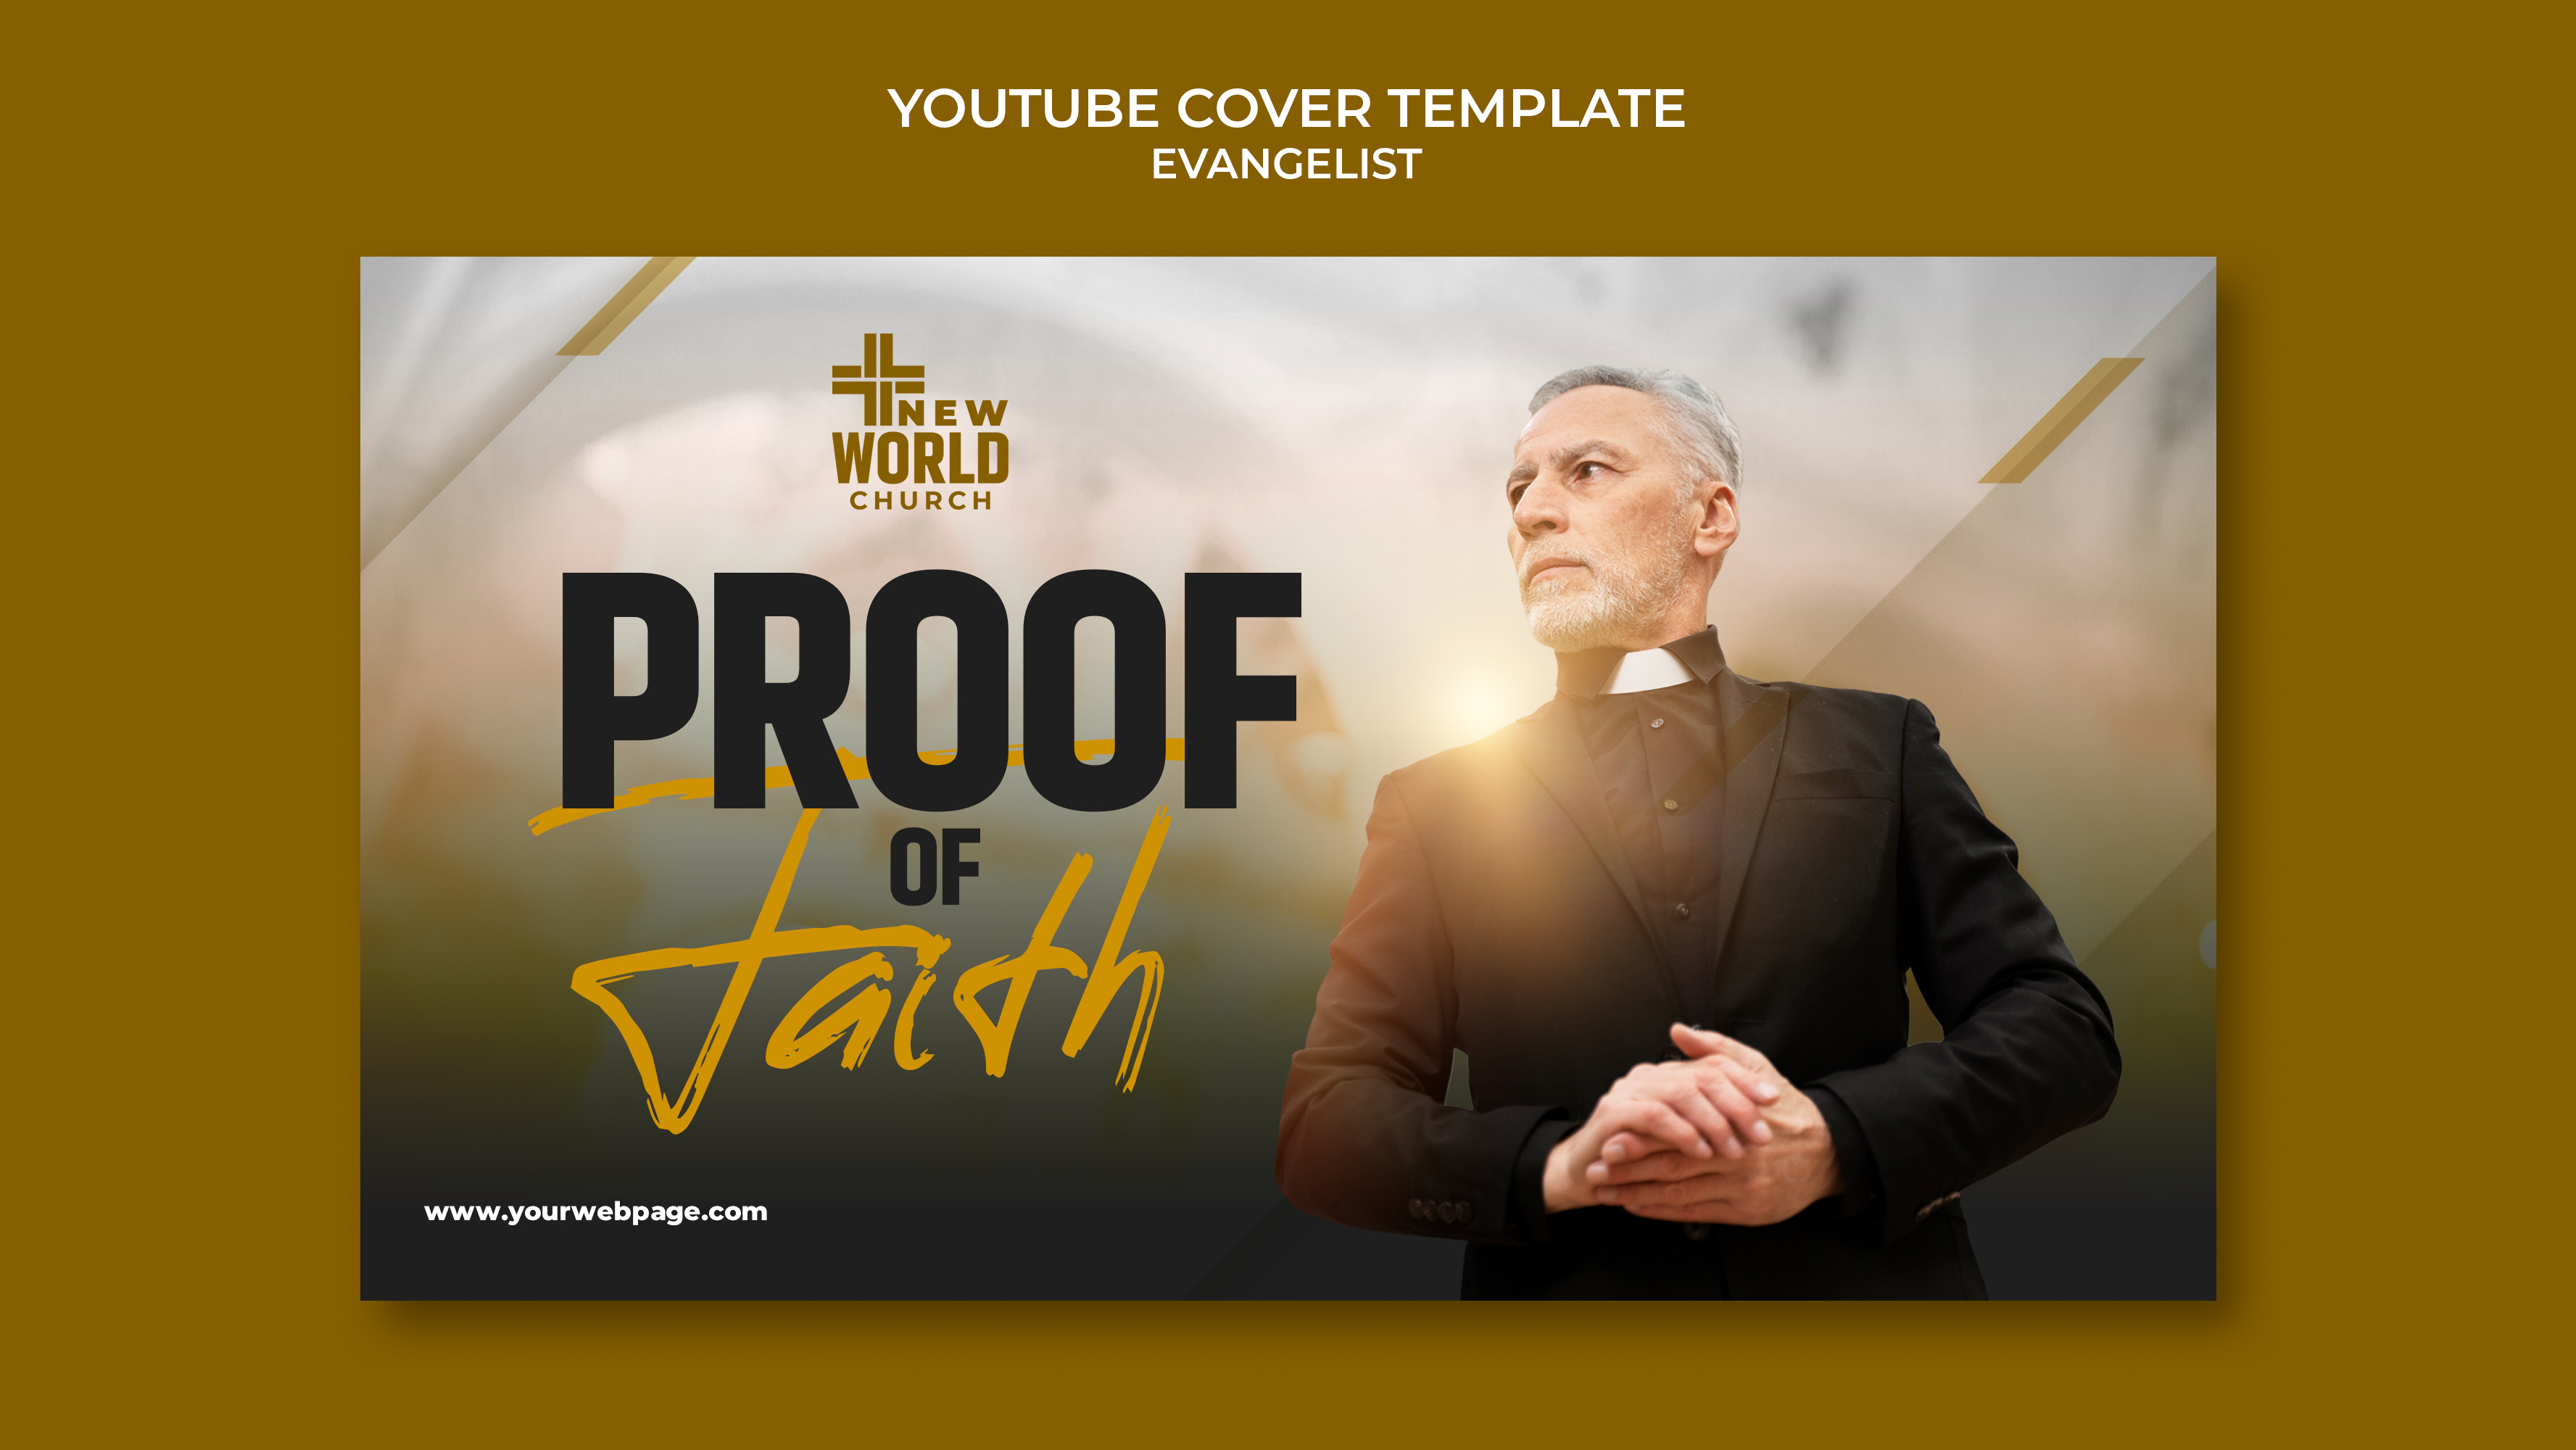 YOUTUBE COVER TEMPLATE
EVANGELIST
NEW
WORLD
CHURCH
PROOF
OF
Faith
www.yourwebpage.com